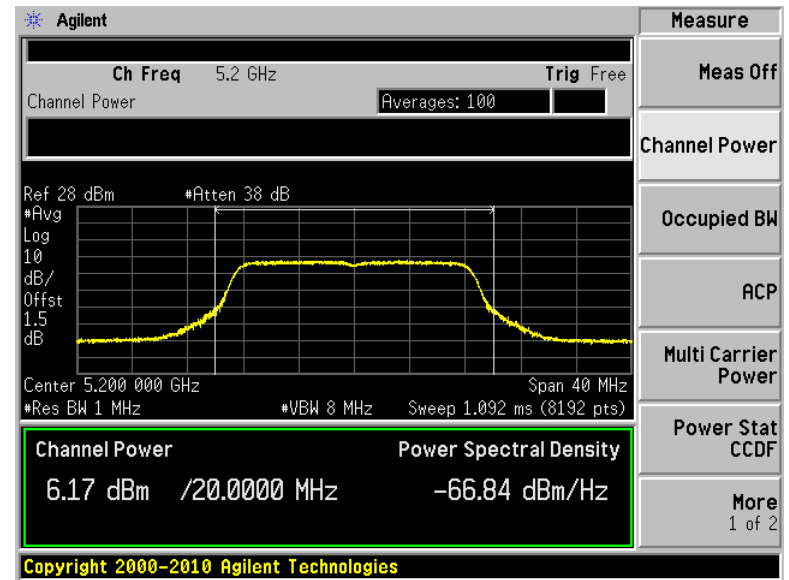 Agilent
Measure
Ch Freq 5.2 GHz Trig Free
Channel Power Averages: 100
Ref 28 dBm #Atten 38 dB
#Avg
Log
10
dB/
Offst
1.5
dB
Center 5.200 000 GHz Span 40 MHz
#Res BW 1 MHz #VBW 8 MHz Sweep 1.092 ms (8192 pts)
Channel Power Power Spectral Density
6.17 dBm /20.0000 MHz -66.84 dBm/Hz
Copyright 2000-2010 Agilent Technologies
Meas Off
Channel Power
Occupied BW
ACP
Multi Carrier
Power
Power Stat
CCDF
More
1 of 2